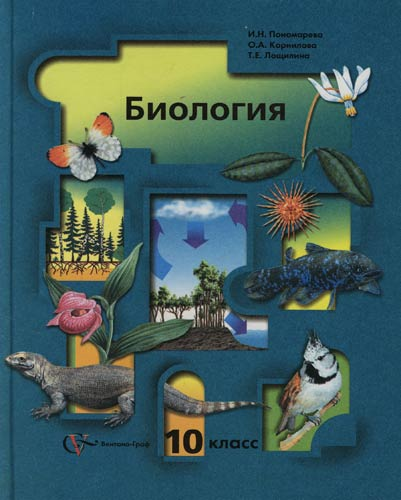 И.Н. Пономарева
О.А. Корнилова
Т.Е. Лощилина
Биология
Вентана-Граф
10 класс